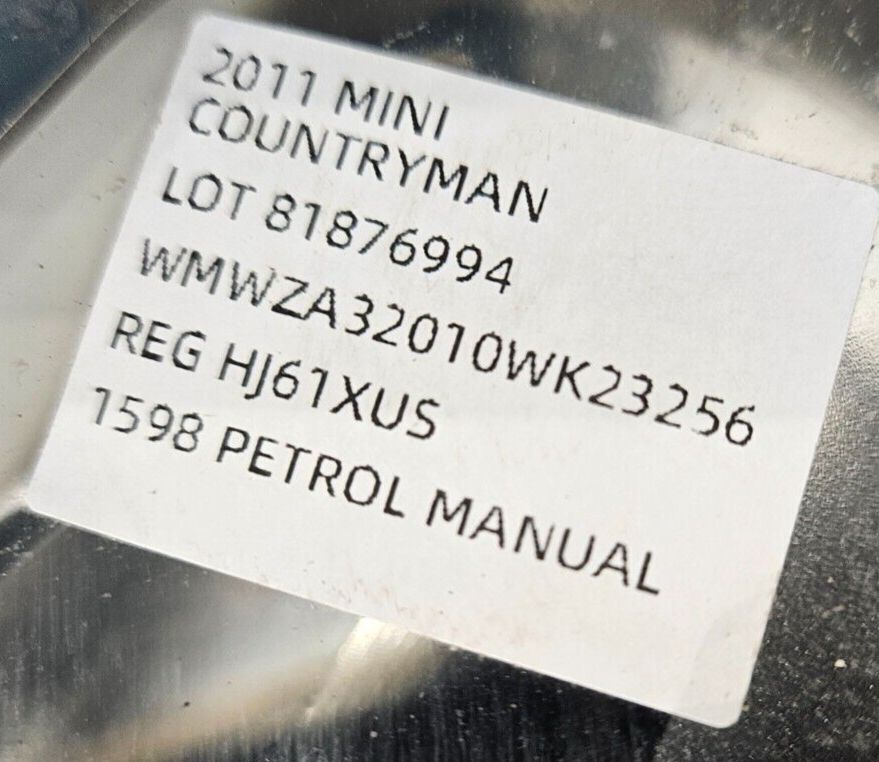 2011 MINI
COUNTRYMAN
LOT 81876994
WMWZA32010WK23256
REG HJ61XUS
1598 PETROL MANUAL